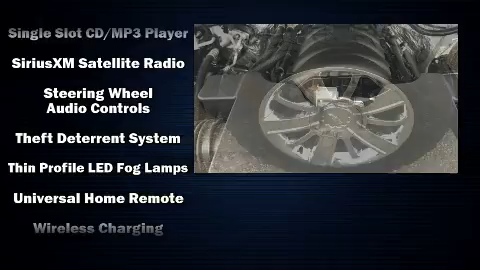 Single Slot CD/MP3 Player
SiriusXM Satellite Radio
Steering Wheel
Audio Controls
Theft Deterrent System
Thin Profile LED Fog Lamps
Universal Home Remote
Wireless Charging